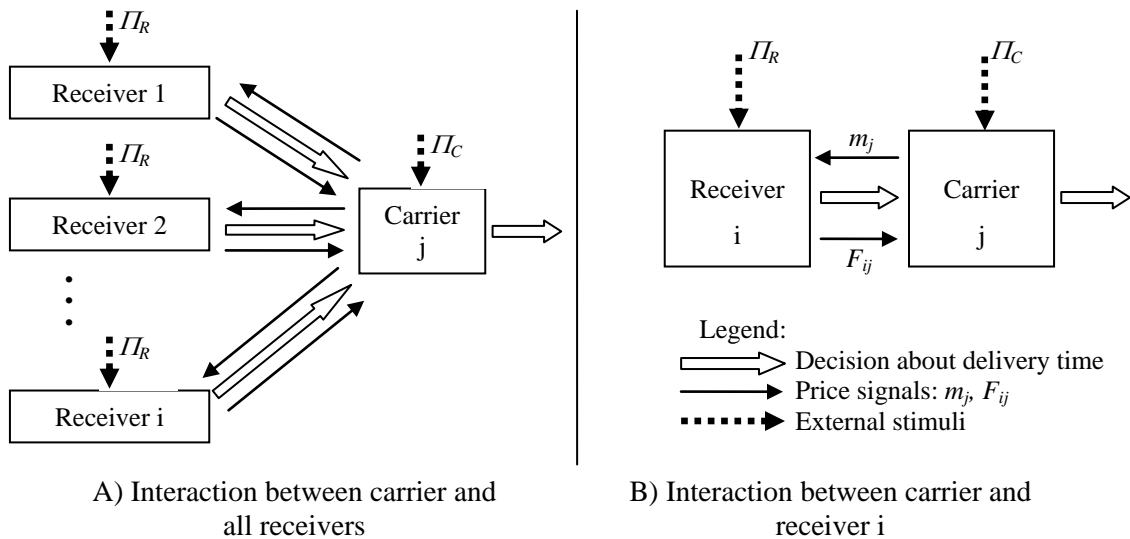 Π_R
Receiver 1
Π_R
Receiver 2
Π_R
Receiver i
Π_C
Carrier
j
A) Interaction between carrier and
all receivers
Π_R
Π_C
Receiver
i
m_j
F_ij
Carrier
j
Legend:
Decision about delivery time
Price signals: m_j, F_ij
External stimuli
B) Interaction between carrier and
receiver i